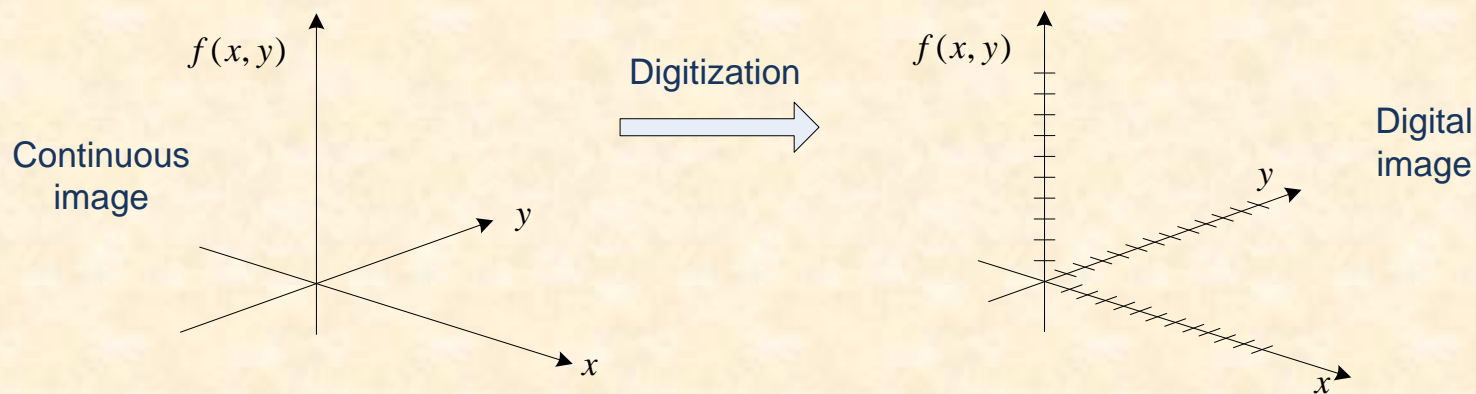 f(x, y)
Continuous
image
y
x
Digitization
f(x, y)
y
x
Digital
image